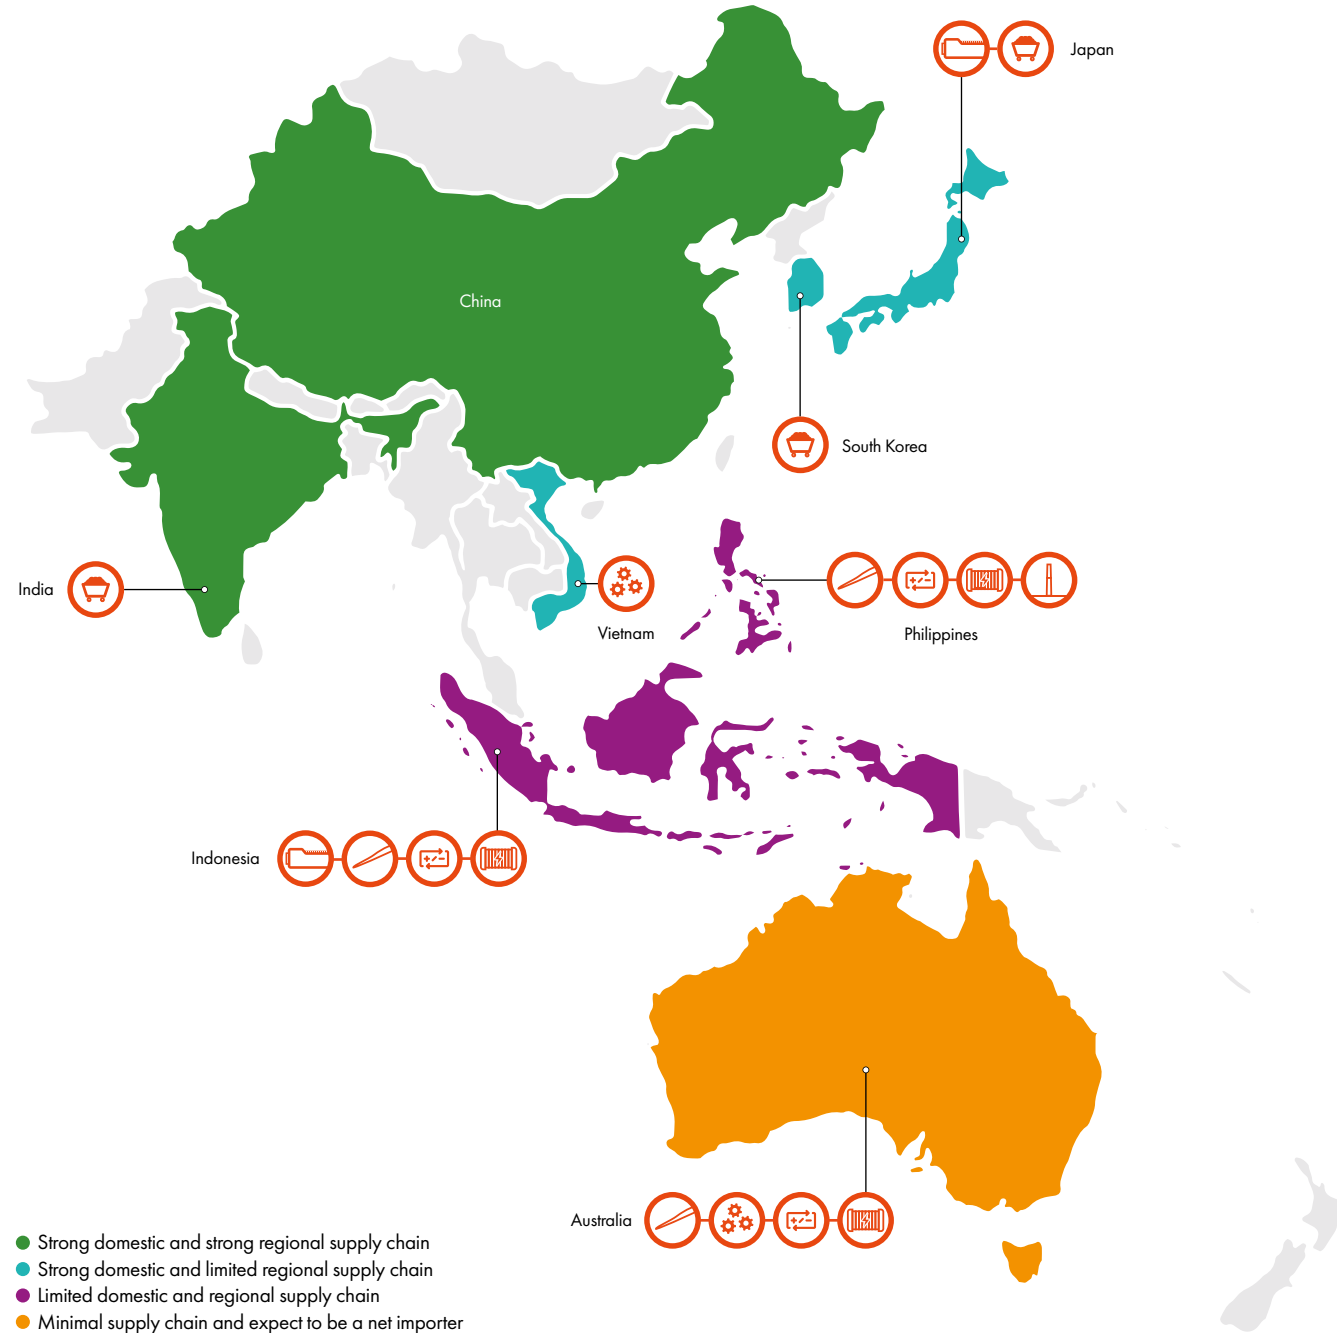 Japan
China
South Korea
India
Vietnam
Philippines
Indonesia
Australia
Strong domestic and strong regional supply chain
Strong domestic and limited regional supply chain
Limited domestic and regional supply chain
Minimal supply chain and expect to be a net importer